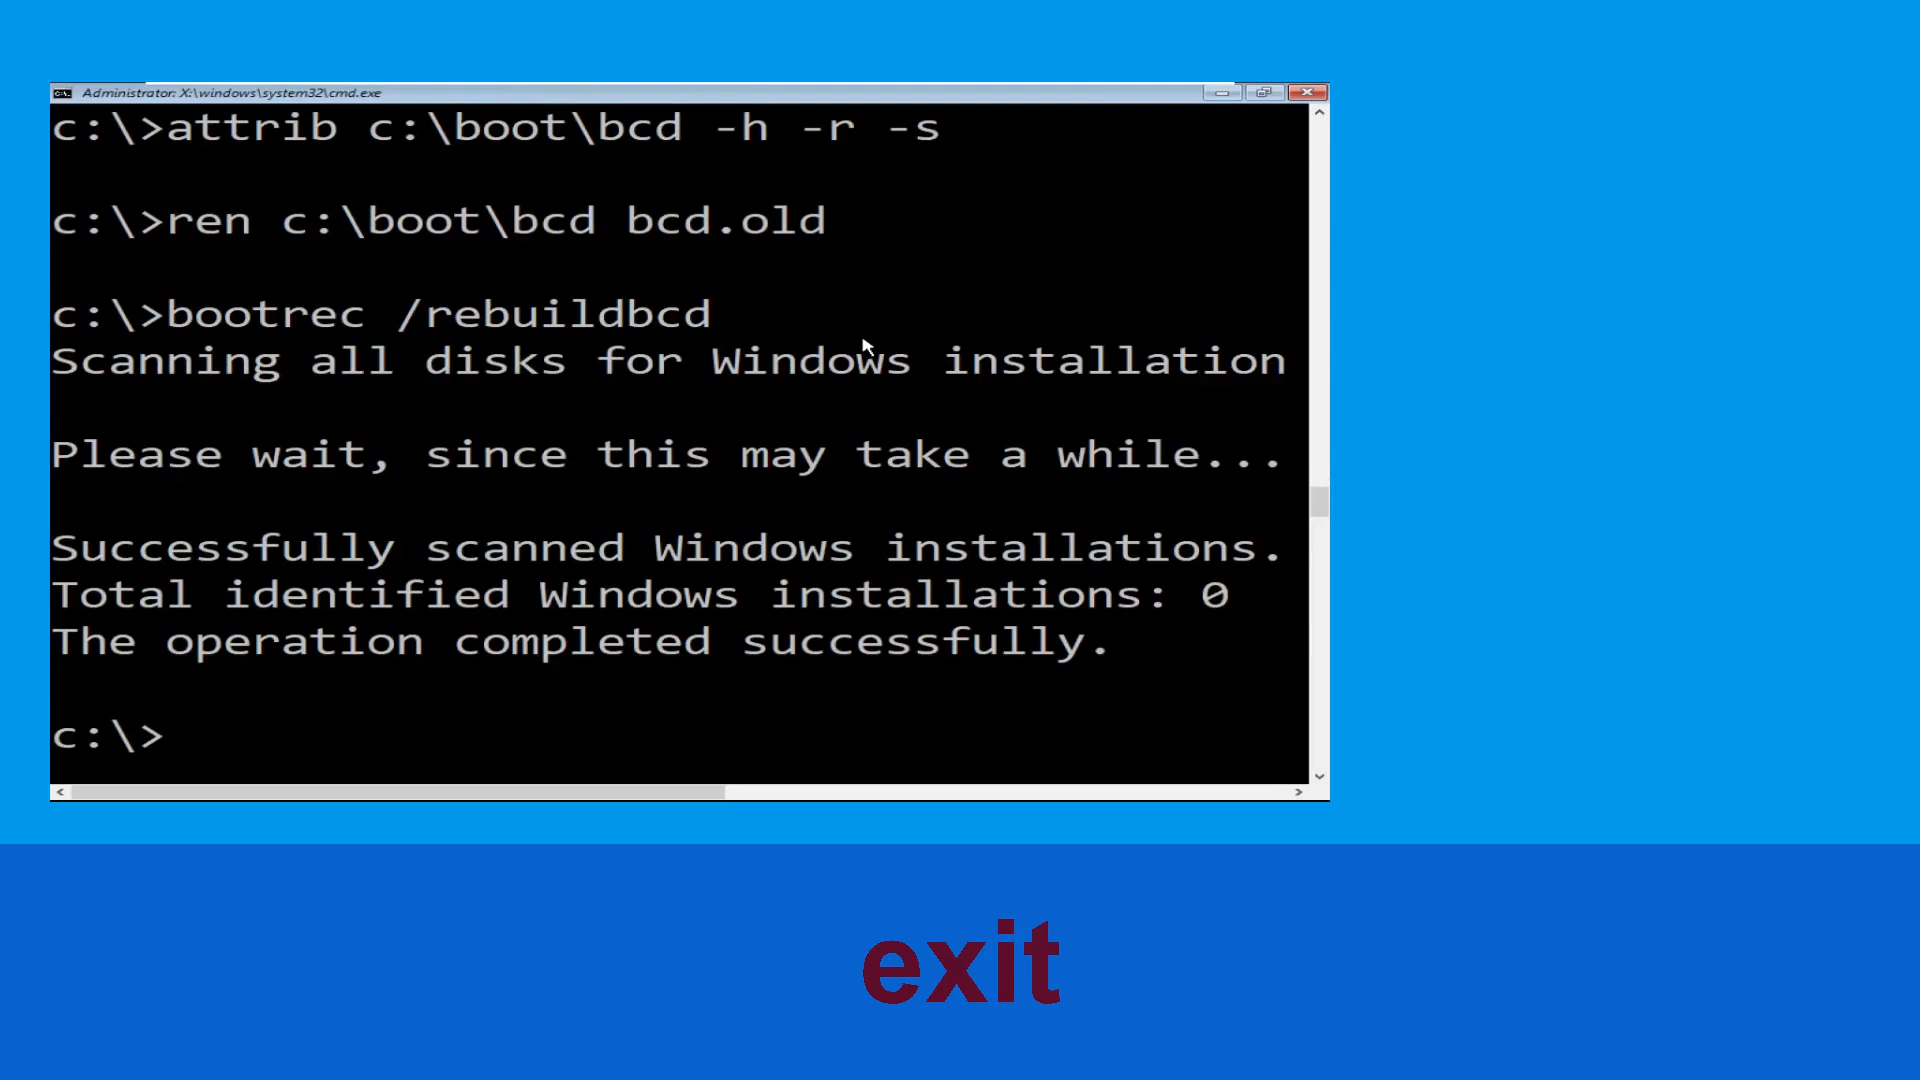 Administrator: X:\windows\system32\cmd.exe
c:\>attrib c:\boot\bcd -h -r -s
c:\>ren c:\boot\bcd bcd.old
c:\>bootrec /rebuildbcd
Scanning all disks for Windows installation
Please wait, since this may take a while...
Successfully scanned Windows installations.
Total identified Windows installations: 0
The operation completed successfully.
c:\>
exit